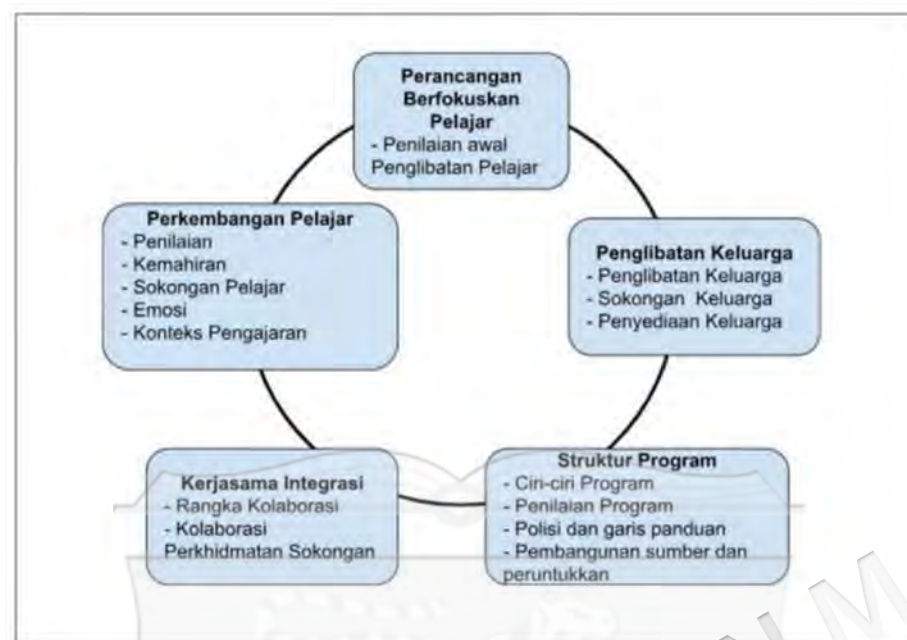 Perancangan
Berfokuskan
Pelajar
- Penilaian awal
Penglibatan Pelajar
Perkembangan Pelajar
- Penilaian
- Kemahiran
- Sokongan Pelajar
- Emosi
- Konteks Pengajaran
Penglibatan Keluarga
- Penglibatan Keluarga
- Sokongan Keluarga
- Penyediaan Keluarga
Kerjasama Integrasi
- Rangka Kolaborasi
- Kolaborasi
Perkhidmatan Sokongan
Struktur Program
- Ciri-ciri Program
- Penilaian Program
- Polisi dan garis panduan
- Pembangunan sumber dan
peruntukkan